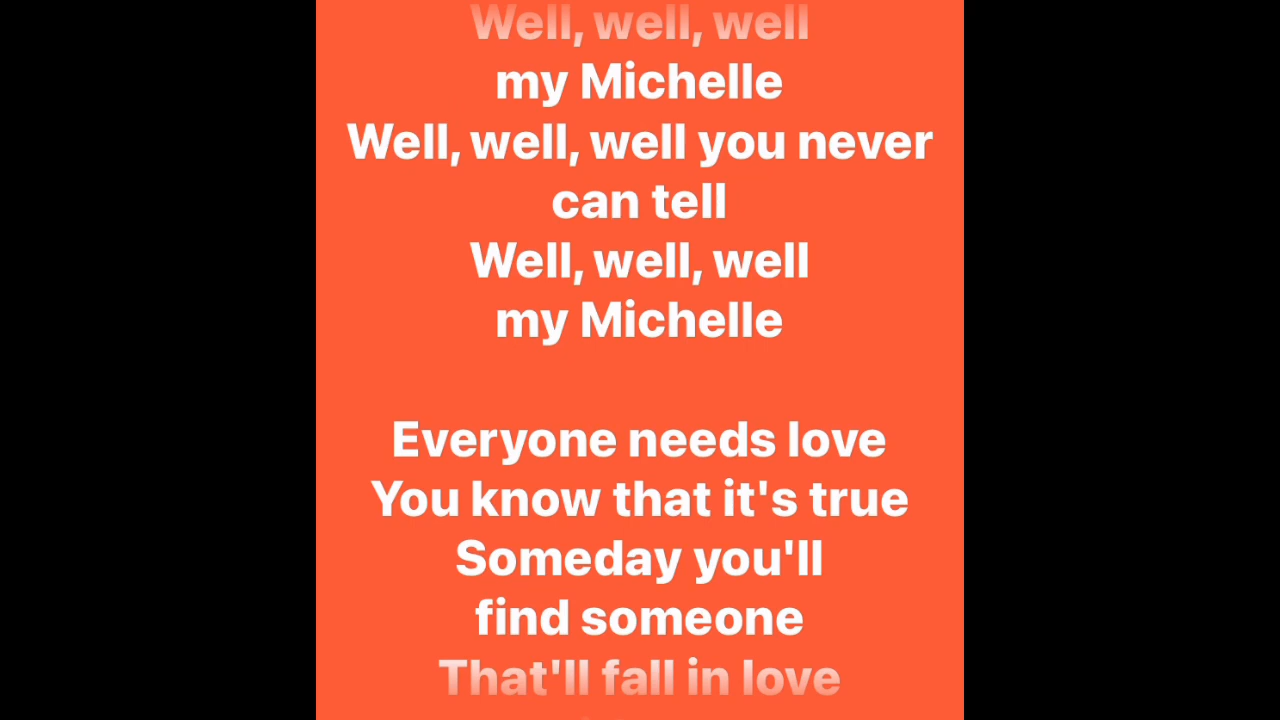 Well, well, well
my Michelle
Well, well, well you never
can tell
Well, well, well
my Michelle
Everyone needs love
You know that it's true
Someday you'll
find someone
That'll fall in love